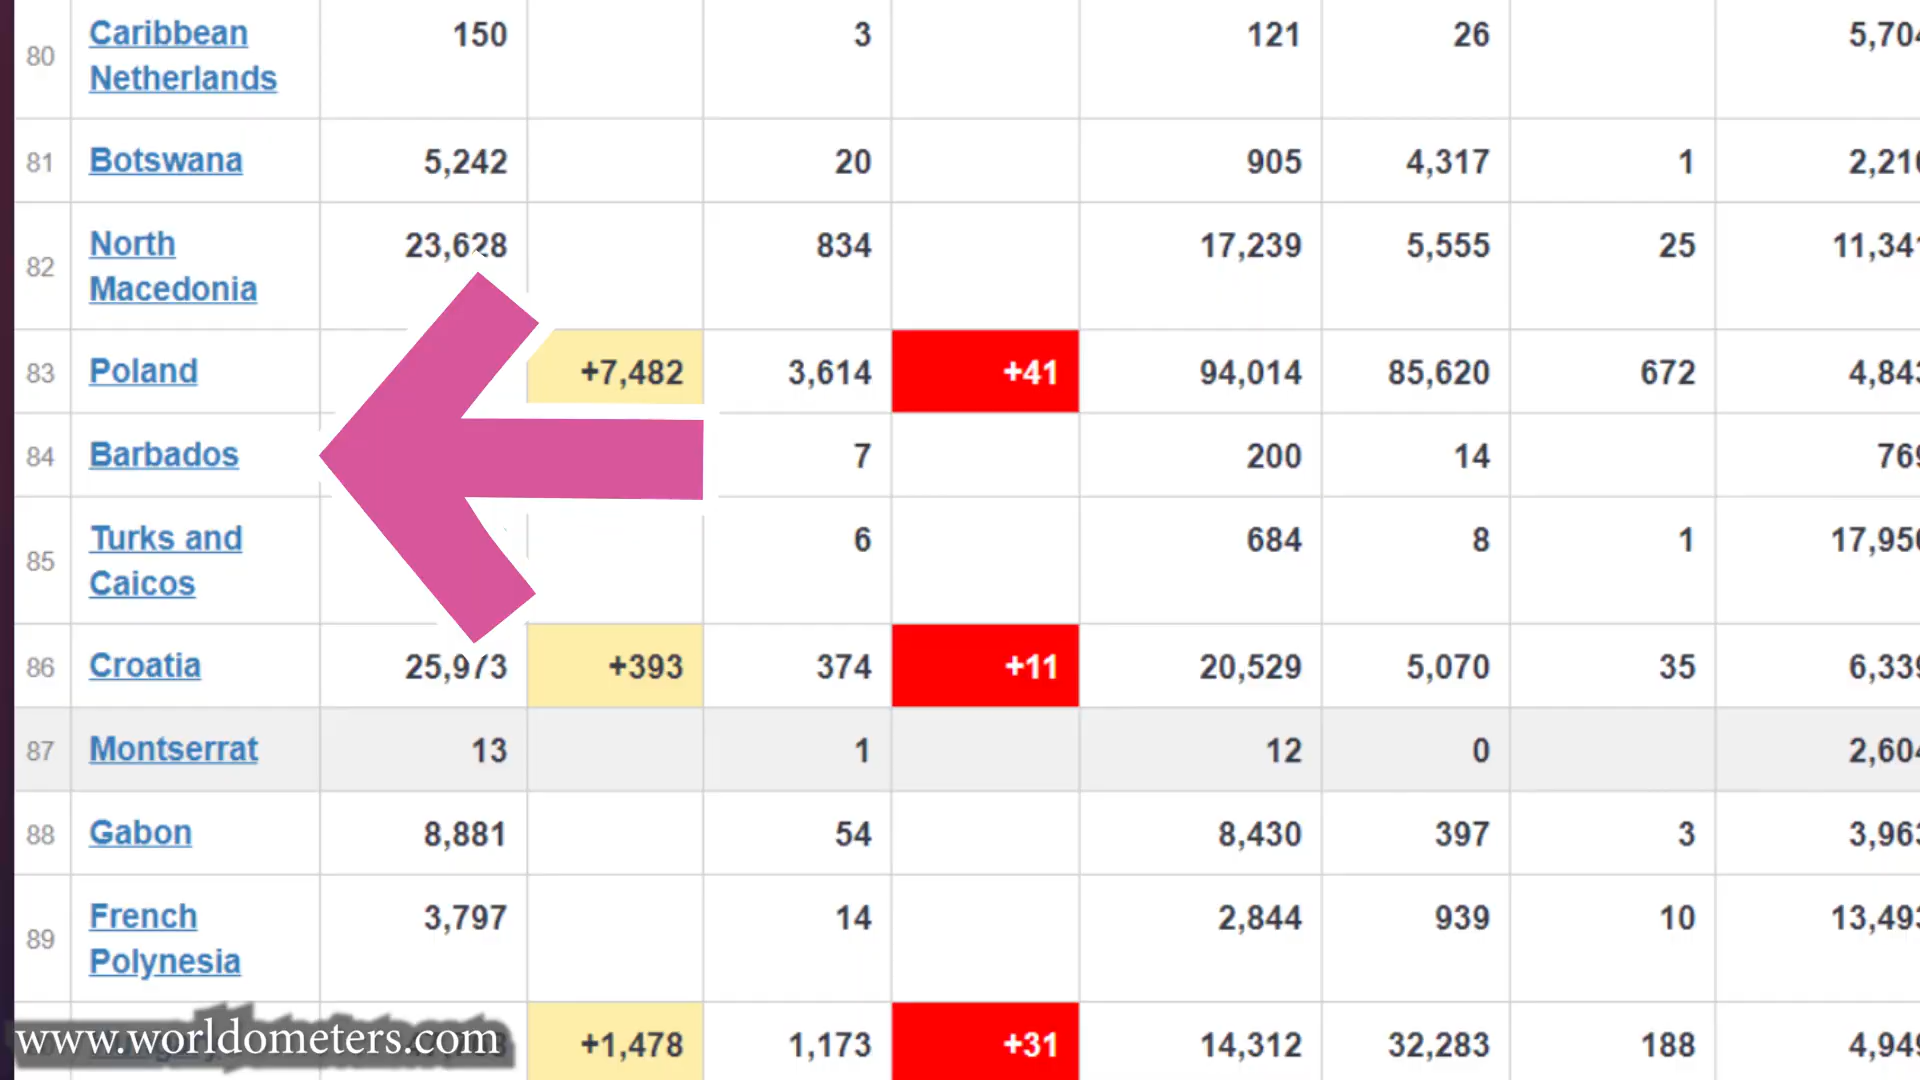 80 Caribbean Netherlands 150 3 121 26
81 Botswana 5,242 20 905 4,317 1
82 North Macedonia 23,628 834 17,239 5,555 25
83 Poland +7,482 3,614 +41 94,014 85,620 672
84 Barbados 7 200 14
85 Turks and Caicos 6 684 8 1
86 Croatia 25,973 +393 374 +11 20,529 5,070 35
87 Montserrat 13 1 12 0
88 Gabon 8,881 54 8,430 397 3
89 French Polynesia 3,797 14 2,844 939 10
+1,478 1,173 +31 14,312 32,283 188
www.worldometers.com